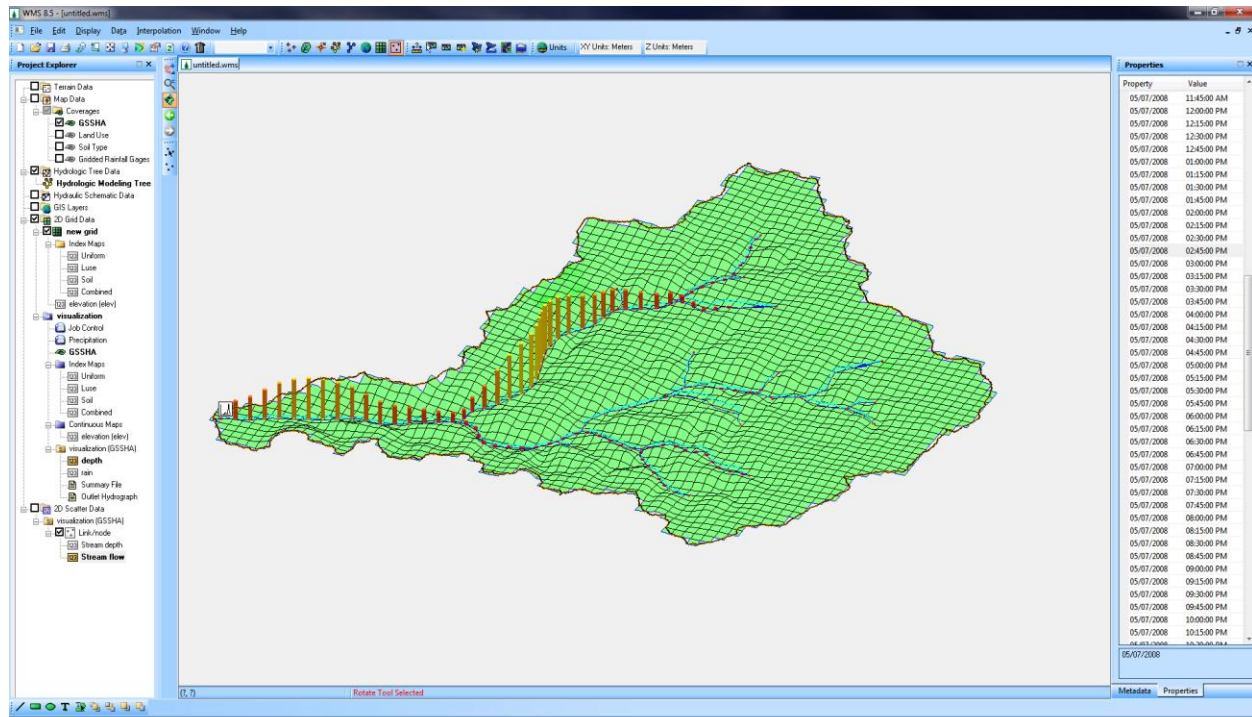 WMS 8.5 - [untitled.wms]
File Edit Display Data Interpolation Window Help
Units XY Units: Meters Z Units: Meters
Project Explorer
Terrain Data
Map Data
Coverages
GSSHA
Land Use
Soil Type
Gridded Rainfall Gages
Hydrologic Tree Data
Hydrologic Modeling Tree
Hydraulic Schematic Data
GIS Layers
2D Grid Data
new grid
Index Maps
Uniform
Luse
Soil
Combined
elevation (elev)
visualization
Job Control
Precipitation
GSSHA
Index Maps
Uniform
Luse
Soil
Combined
Continuous Maps
elevation (elev)
visualization (GSSHA)
depth
rain
Summary File
Outlet Hydrograph
2D Scatter Data
visualization (GSSHA)
Link/node
Stream depth
Stream flow
untitled.wms
(?, ?)
Rotate Tool Selected
Properties
Property Value
05/07/2008 11:45:00 AM
05/07/2008 12:00:00 PM
05/07/2008 12:15:00 PM
05/07/2008 12:30:00 PM
05/07/2008 12:45:00 PM
05/07/2008 01:00:00 PM
05/07/2008 01:15:00 PM
05/07/2008 01:30:00 PM
05/07/2008 01:45:00 PM
05/07/2008 02:00:00 PM
05/07/2008 02:15:00 PM
05/07/2008 02:30:00 PM
05/07/2008 02:45:00 PM
05/07/2008 03:00:00 PM
05/07/2008 03:15:00 PM
05/07/2008 03:30:00 PM
05/07/2008 03:45:00 PM
05/07/2008 04:00:00 PM
05/07/2008 04:15:00 PM
05/07/2008 04:30:00 PM
05/07/2008 04:45:00 PM
05/07/2008 05:00:00 PM
05/07/2008 05:15:00 PM
05/07/2008 05:30:00 PM
05/07/2008 05:45:00 PM
05/07/2008 06:00:00 PM
05/07/2008 06:15:00 PM
05/07/2008 06:30:00 PM
05/07/2008 06:45:00 PM
05/07/2008 07:00:00 PM
05/07/2008 07:15:00 PM
05/07/2008 07:30:00 PM
05/07/2008 07:45:00 PM
05/07/2008 08:00:00 PM
05/07/2008 08:15:00 PM
05/07/2008 08:30:00 PM
05/07/2008 08:45:00 PM
05/07/2008 09:00:00 PM
05/07/2008 09:15:00 PM
05/07/2008 09:30:00 PM
05/07/2008 09:45:00 PM
05/07/2008 10:00:00 PM
05/07/2008 10:15:00 PM
05/07/2008 10:30:00 PM
05/07/2008
Metadata Properties